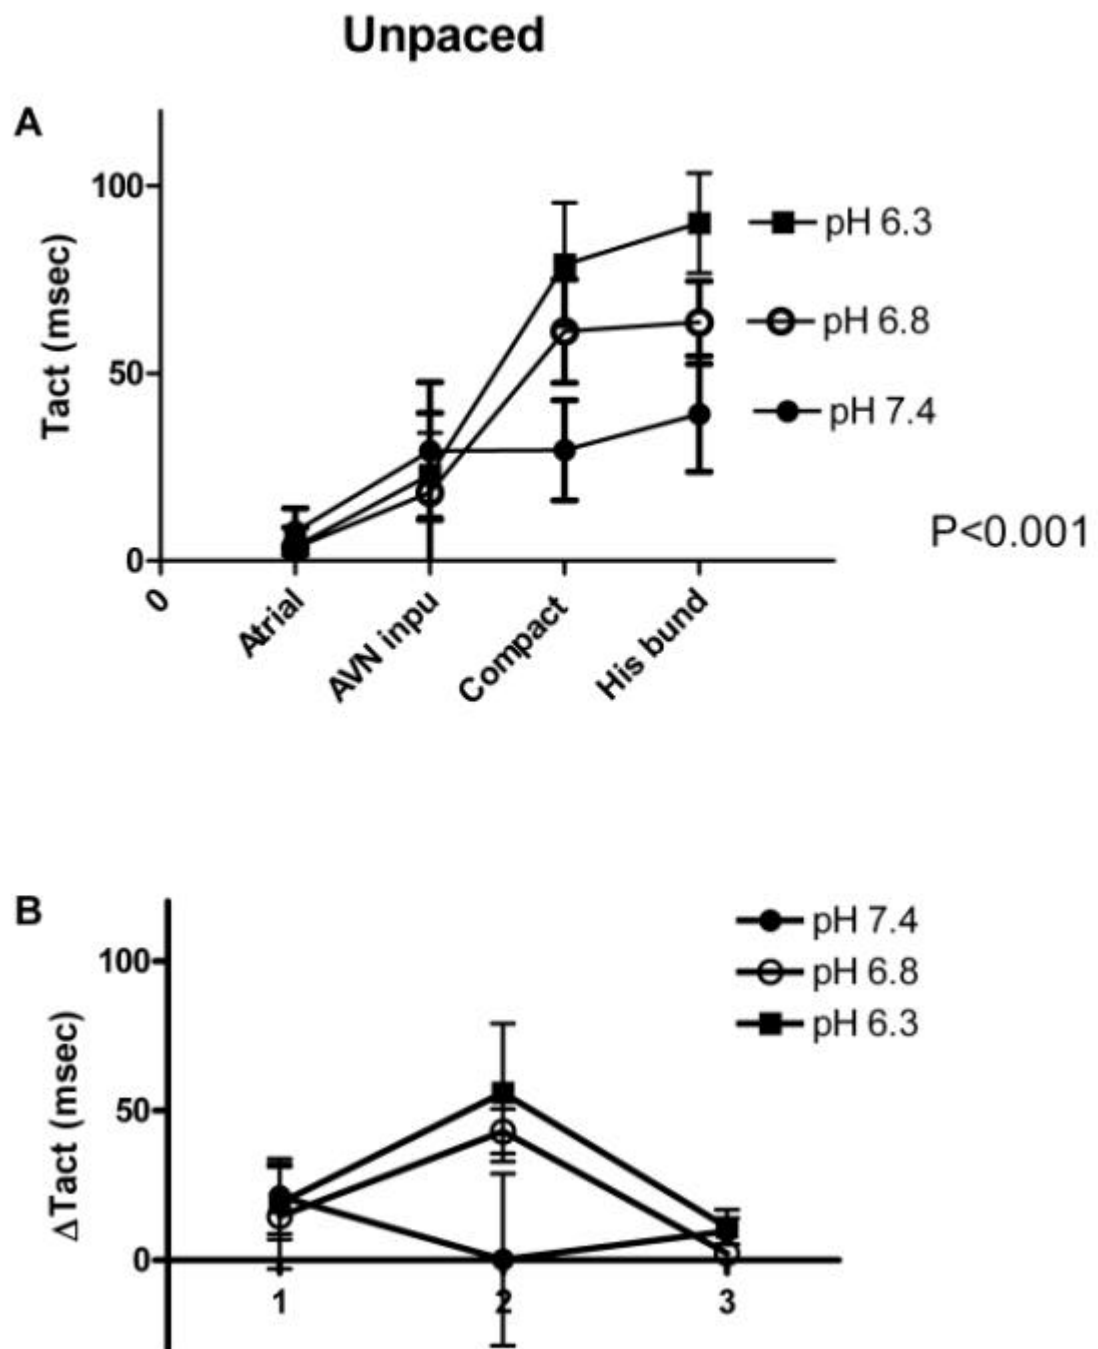 Unpaced
A
100
50
0
Tact (msec)
0
Atrial
AVN inpu
Compact
His bund
pH 6.3
pH 6.8
pH 7.4
P<0.001
B
100
50
0
ΔTact (msec)
1
2
3
pH 7.4
pH 6.8
pH 6.3